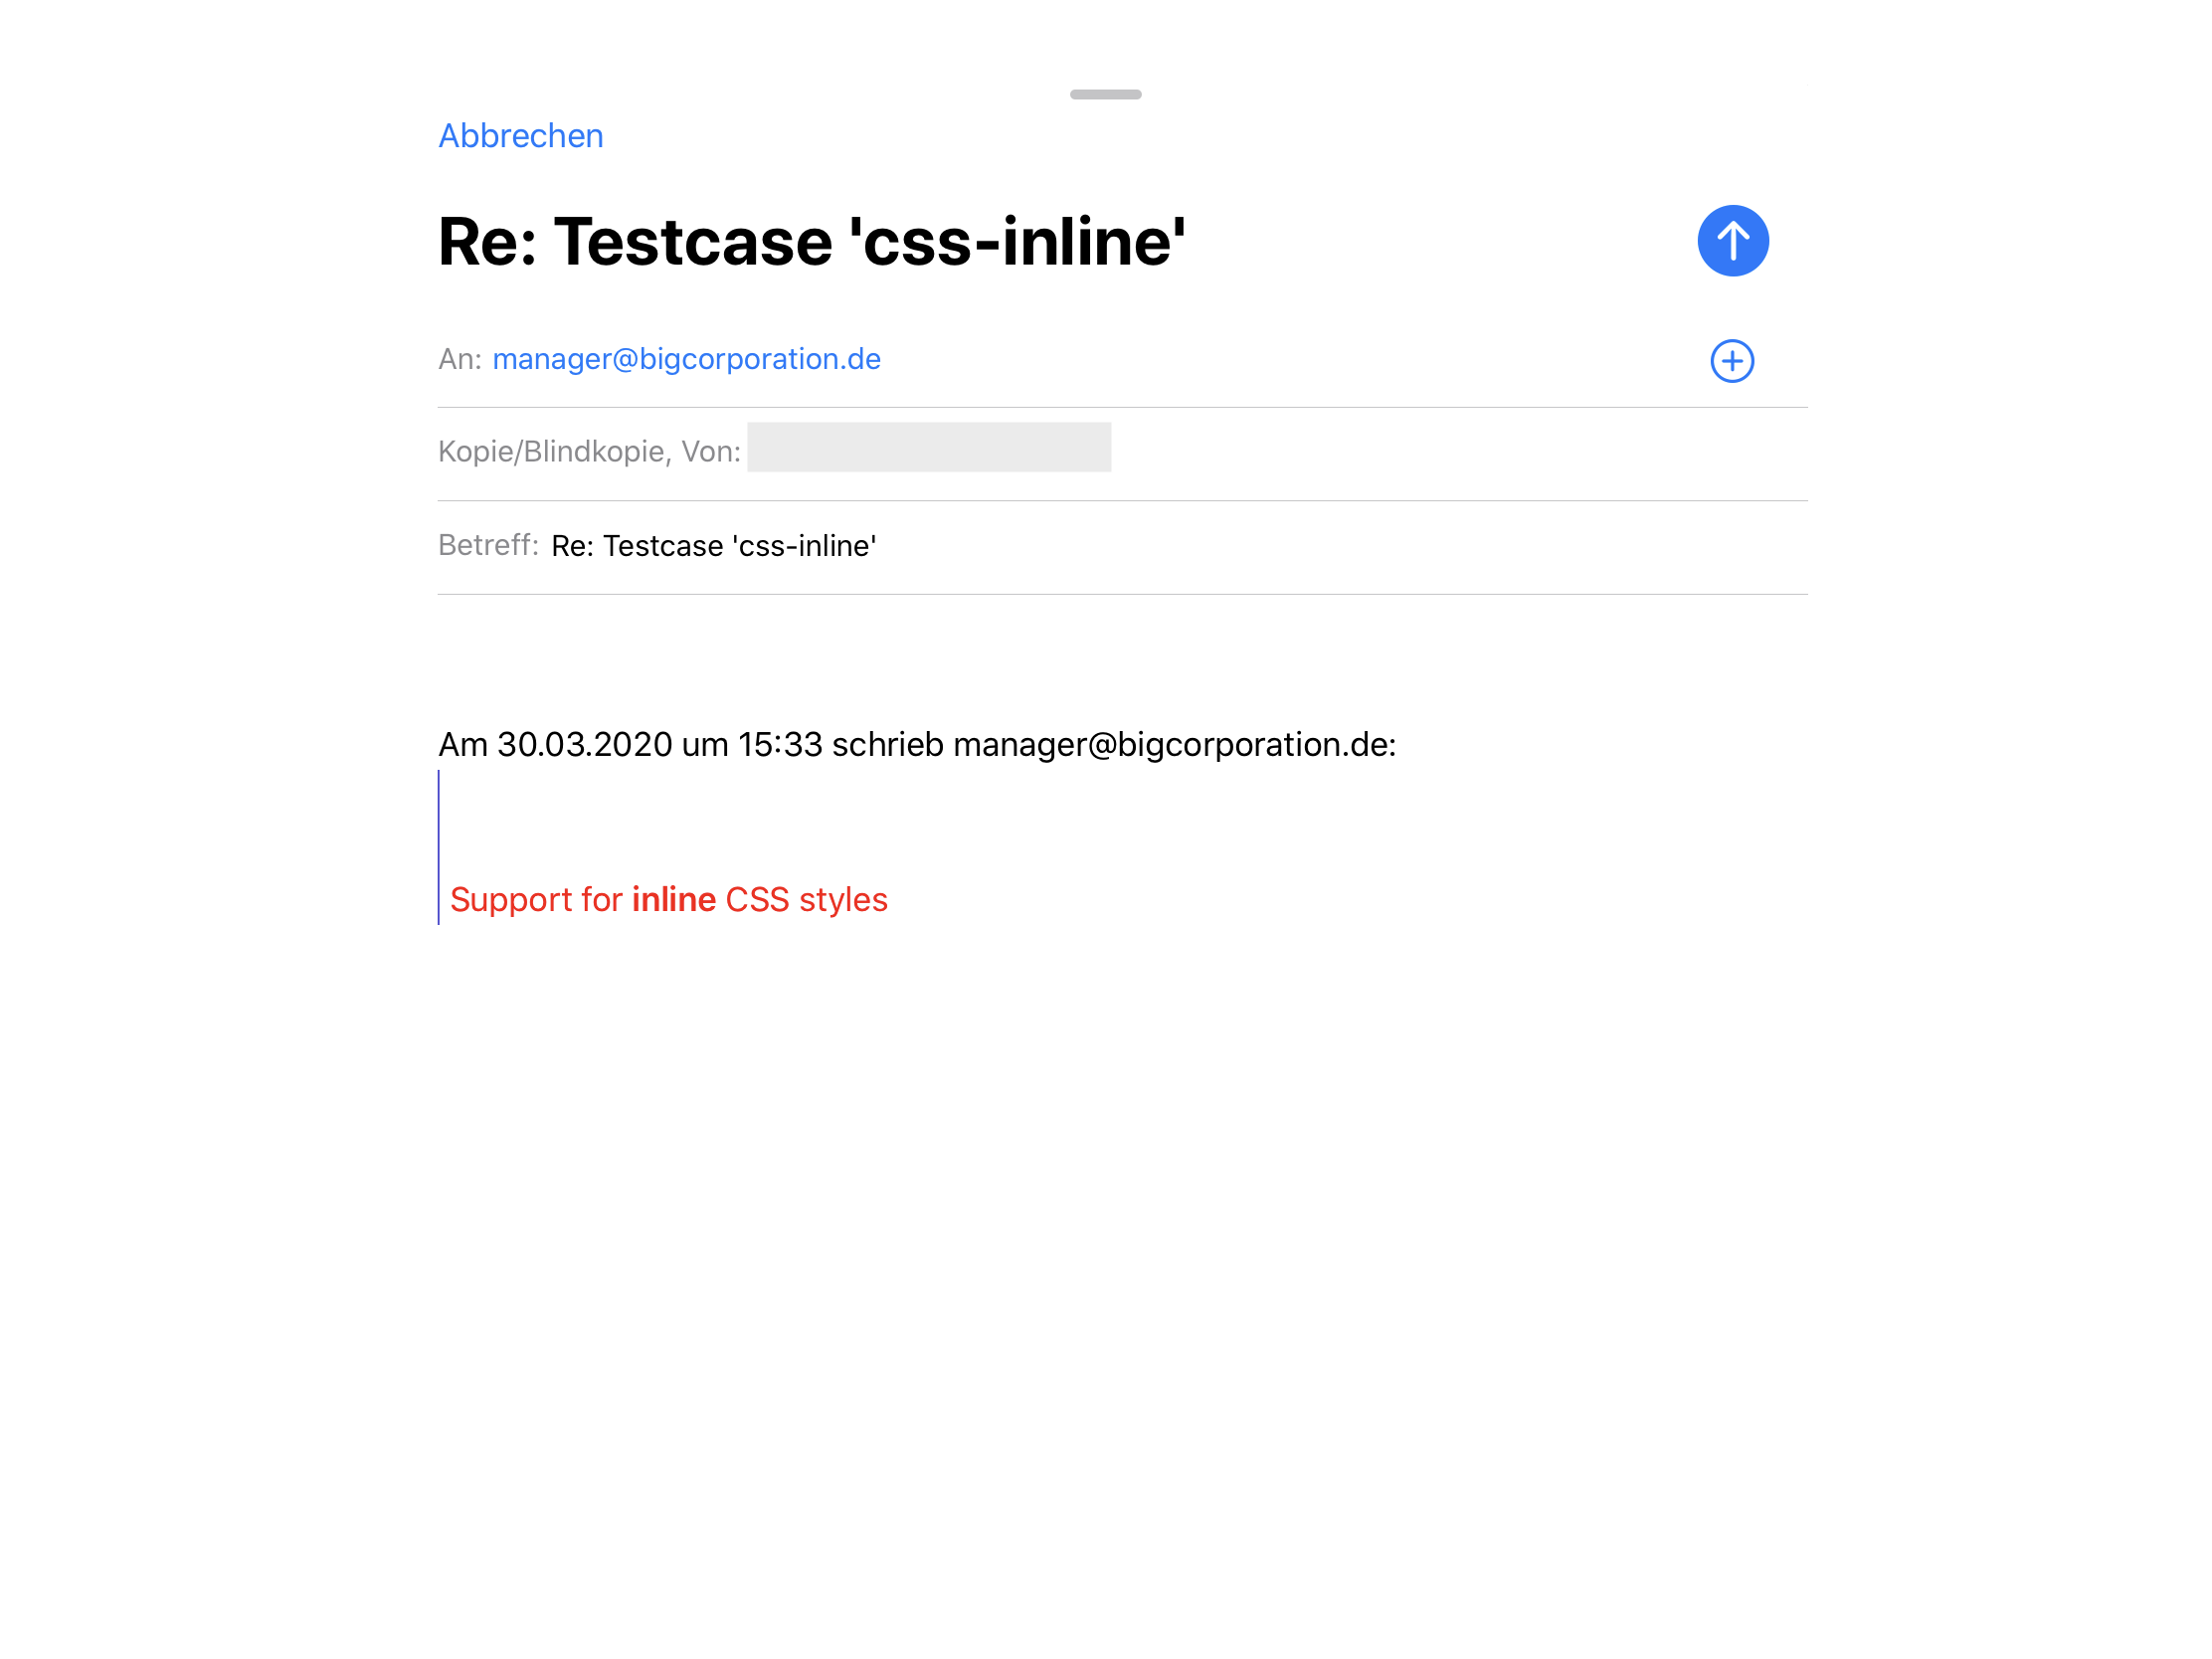 Abbrechen
Re: Testcase 'css-inline'
An: manager@bigcorporation.de
Kopie/Blindkopie, Von:
Betreff: Re: Testcase 'css-inline'
Am 30.03.2020 um 15:33 schrieb manager@bigcorporation.de:
Support for inline CSS styles